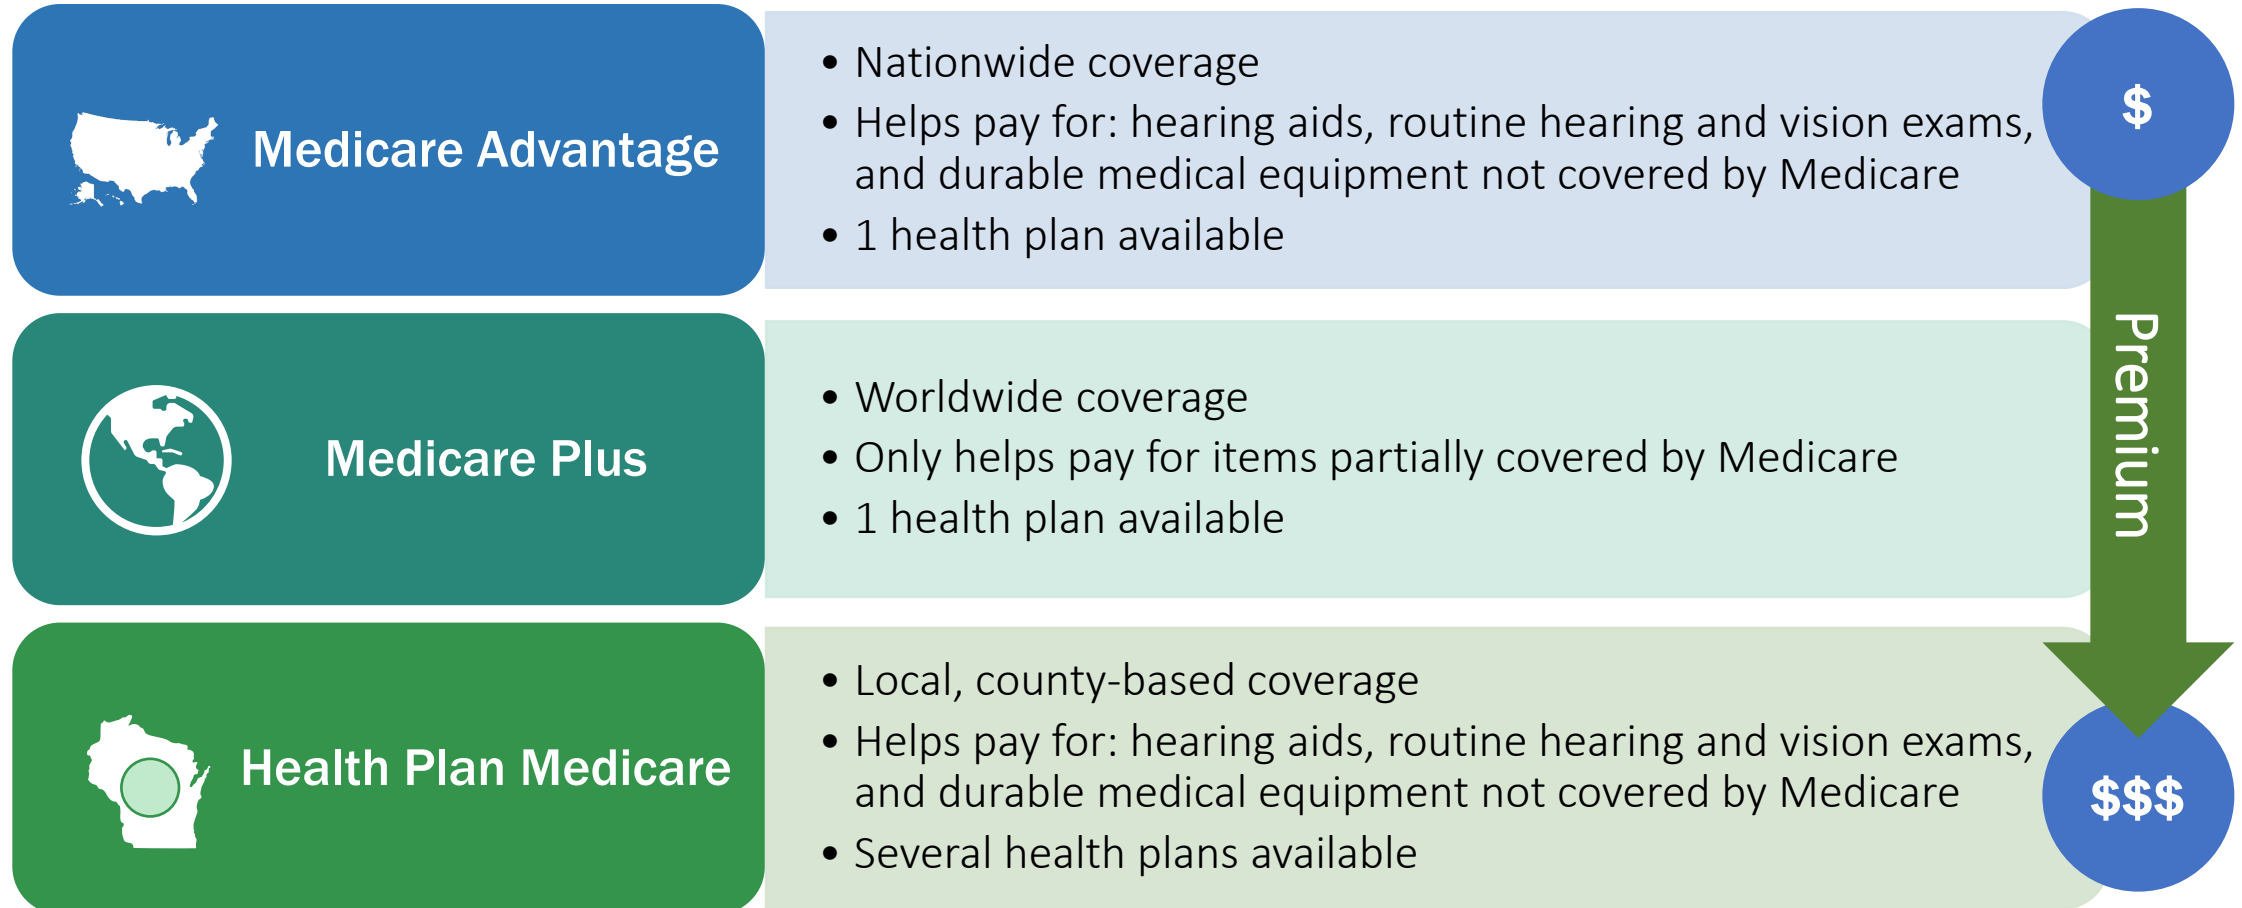 Medicare Advantage
• Nationwide coverage
• Helps pay for: hearing aids, routine hearing and vision exams,
and durable medical equipment not covered by Medicare
• 1 health plan available
$
Premium
Medicare Plus
• Worldwide coverage
• Only helps pay for items partially covered by Medicare
• 1 health plan available
Health Plan Medicare
• Local, county-based coverage
• Helps pay for: hearing aids, routine hearing and vision exams,
and durable medical equipment not covered by Medicare
• Several health plans available
$$$